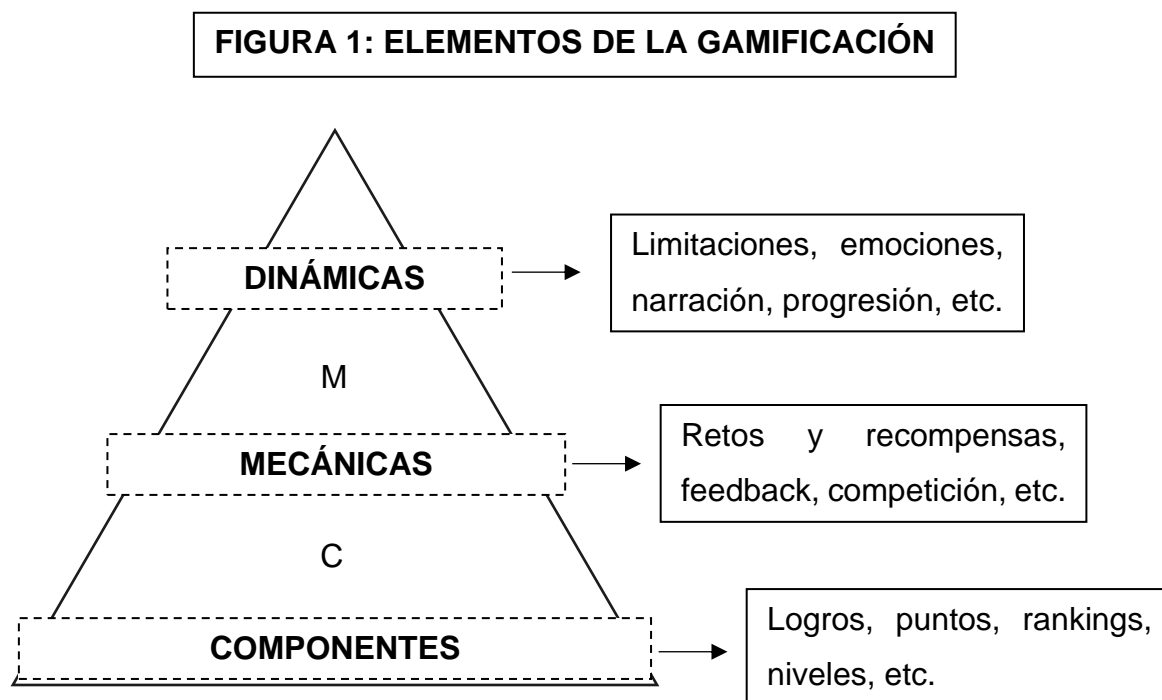 FIGURA 1: ELEMENTOS DE LA GAMIFICACIÓN
DINÁMICAS
Limitaciones, emociones,
narración, progresión, etc.
M
MECÁNICAS
Retos y recompensas,
feedback, competición, etc.
C
COMPONENTES
Logros, puntos, rankings,
niveles, etc.